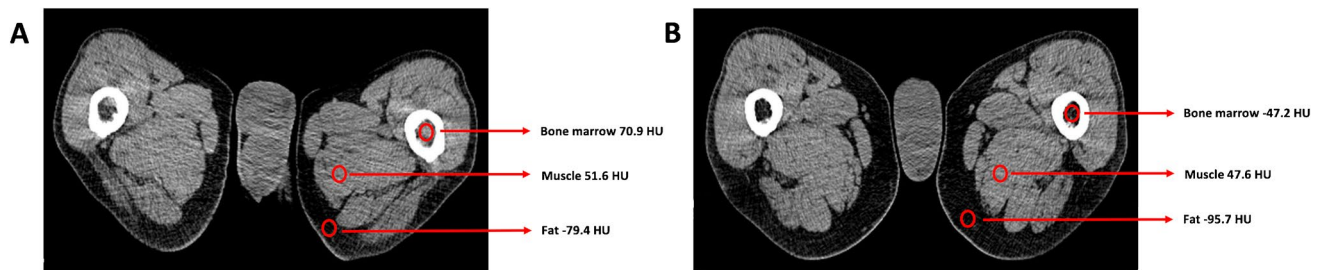 A
Bone marrow 70.9 HU
Muscle 51.6 HU
Fat -79.4 HU
B
Bone marrow -47.2 HU
Muscle 47.6 HU
Fat -95.7 HU